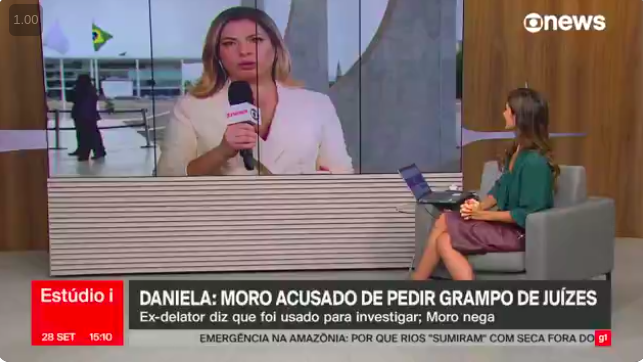 1.00
news
news
Estúdio i
DANIELA: MORO ACUSADO DE PEDIR GRAMPO DE JUÍZES
Ex-delator diz que foi usado para investigar; Moro nega
28 SET 15:10
EMERGÊNCIA NA AMAZÔNIA: POR QUE RIOS "SUMIRAM" COM SECA FORA DO
g1